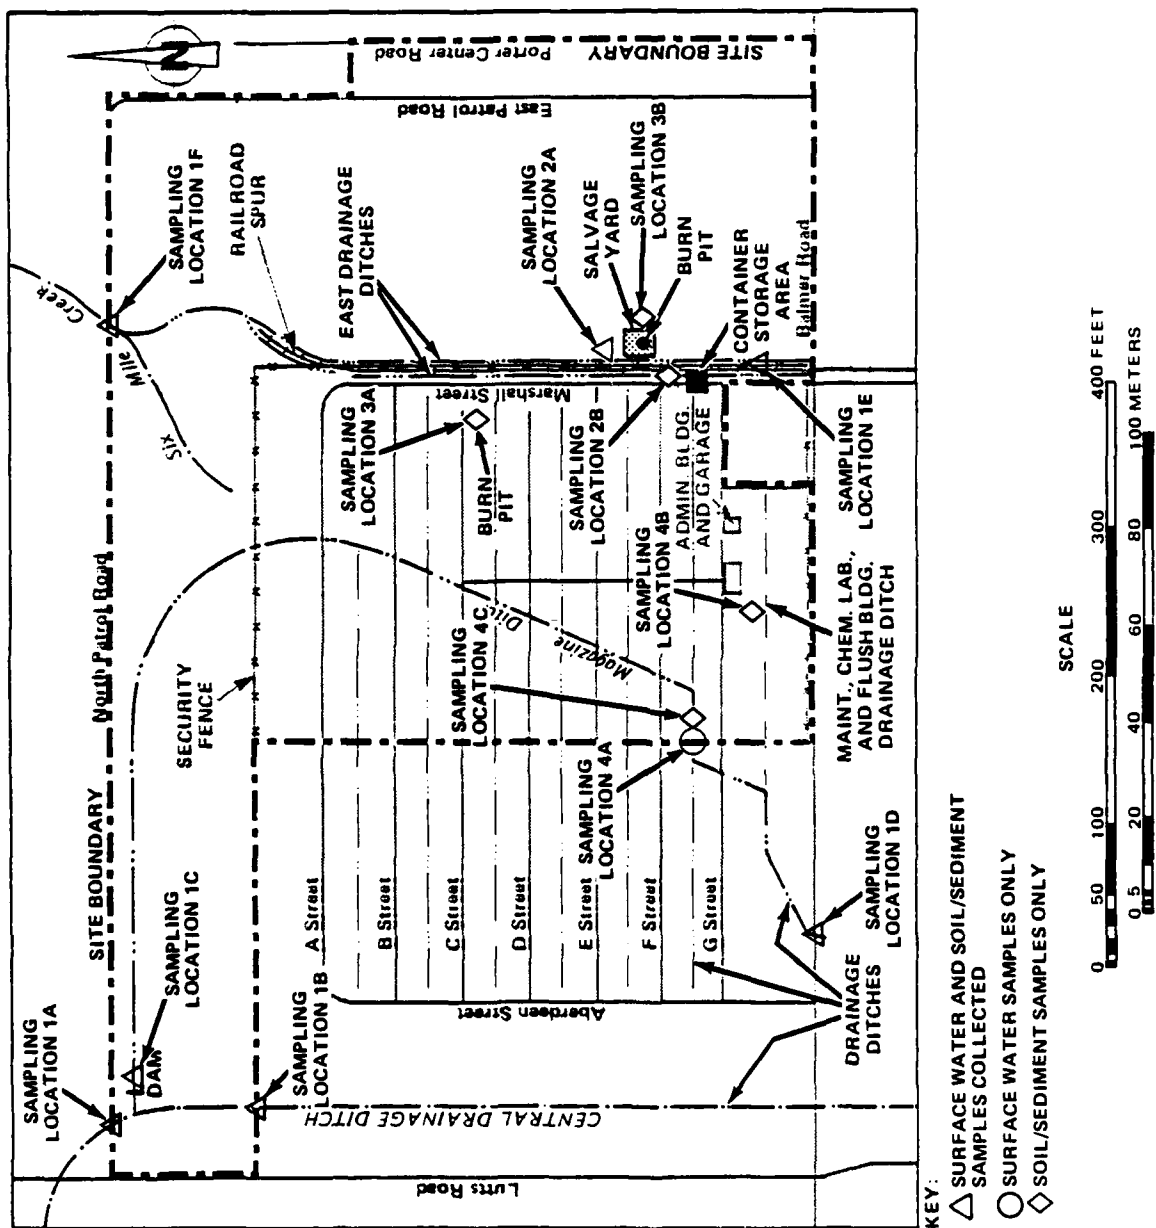 N
Porter Center Road
SITE BOUNDARY
East Patrol Road
SAMPLING
LOCATION 1F
RAILROAD
SPUR
EAST DRAINAGE
DITCHES
SAMPLING
LOCATION 2A
SALVAGE
YARD
SAMPLING
LOCATION 3B
BURN
PIT
CONTAINER
STORAGE
AREA
Balmer Road
Creek
Mile
Six
Marshall Street
SAMPLING
LOCATION 3A
BURN
PIT
SAMPLING
LOCATION 2B
ADMIN. BLDG.
AND GARAGE
SAMPLING
LOCATION 1E
North Patrol Road
SECURITY
FENCE
Magazine
Ditch
SAMPLING
LOCATION 4C
SAMPLING
LOCATION 4B
MAINT., CHEM. LAB.,
AND FLUSH BLDG.
DRAINAGE DITCH
SITE BOUNDARY
SAMPLING
LOCATION 4A
SAMPLING
LOCATION 1A
SAMPLING
LOCATION 1C
DAM
SAMPLING
LOCATION 1B
A Street
B Street
C Street
D Street
E Street
F Street
G Street
Aberdeen Street
SAMPLING
LOCATION 1D
DRAINAGE
DITCHES
CENTRAL DRAINAGE DITCH
Lutts Road
KEY:
SURFACE WATER AND SOIL/SEDIMENT
SAMPLES COLLECTED
SURFACE WATER SAMPLES ONLY
SOIL/SEDIMENT SAMPLES ONLY
SCALE
0 50 100 200 300 400 FEET
0 5 20 40 60 80 100 METERS